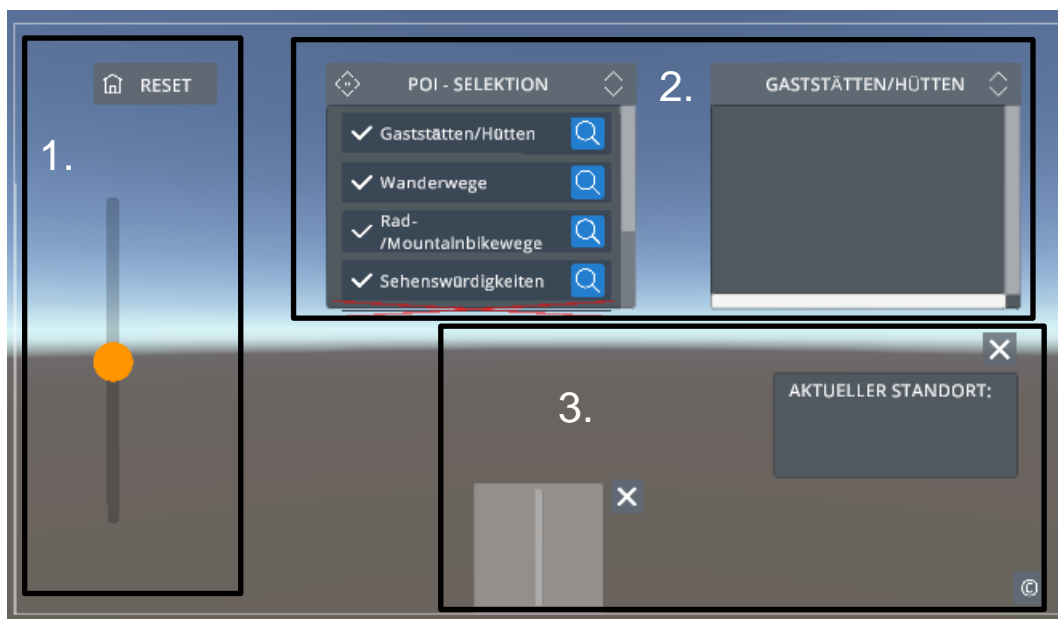 1.
RESET
POI - SELEKTION
Gaststätten/Hütten
Wanderwege
Rad-
/Mountainbikewege
Sehenswürdigkeiten
2.
GASTSTÄTTEN/HÜTTEN
3.
AKTUELLER STANDORT:
©